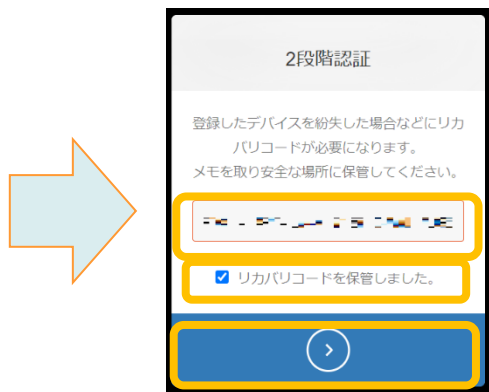 2段階認証
登録したデバイスを紛失した場合などにリカ
バリコードが必要になります。
メモを取り安全な場所に保管してください。
リカバリコードを保管しました。